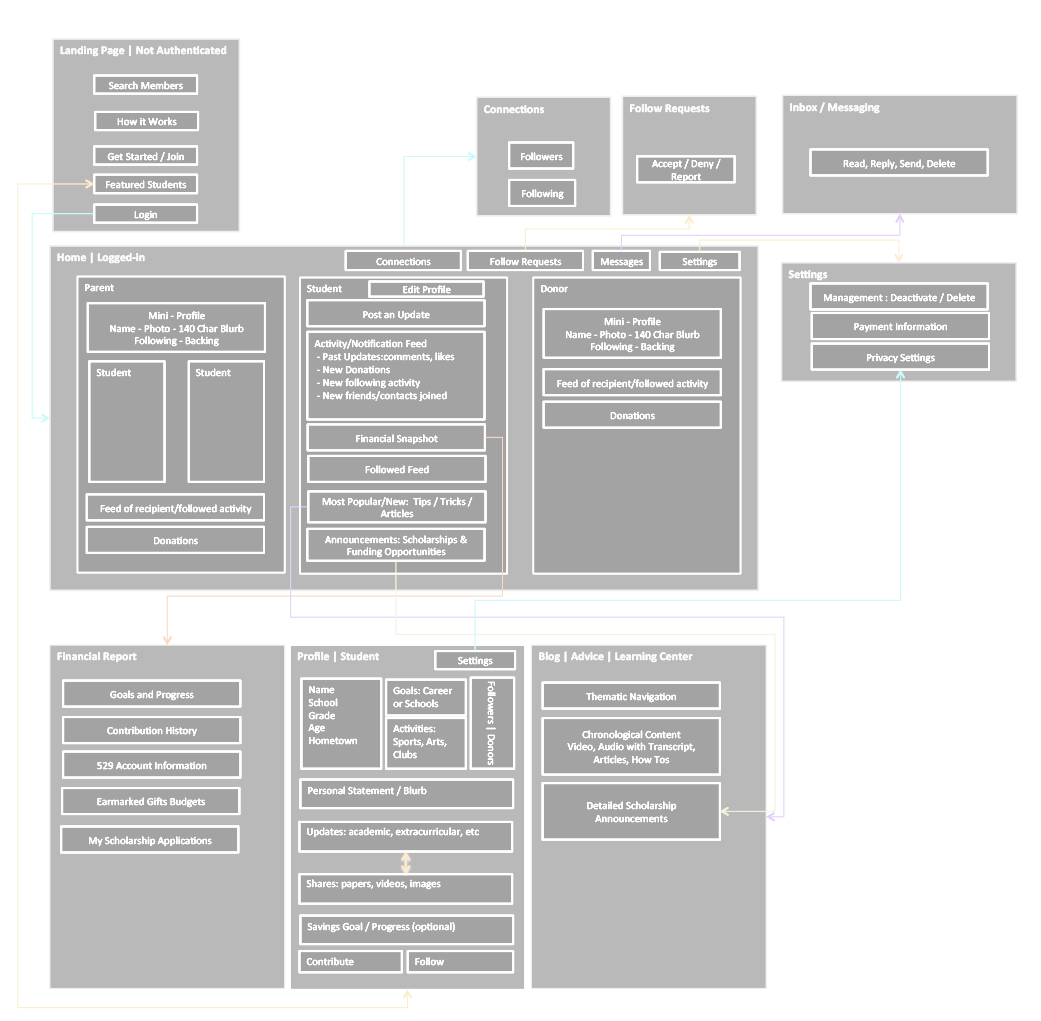 Landing Page | Not Authenticated
Search Members
How it Works
Get Started / Join
Featured Students
Login
Connections
Followers
Following
Follow Requests
Accept / Deny /
Report
Inbox / Messaging
Read, Reply, Send, Delete
Home | Logged-in
Connections
Follow Requests
Messages
Settings
Parent
Mini - Profile
Name - Photo - 140 Char Blurb
Following - Backing
Student
Student
Feed of recipient/followed activity
Donations
Student
Edit Profile
Post an Update
Activity/Notification Feed
- Past Updates:comments, likes
- New Donations
- New following activity
- New friends/contacts joined
Financial Snapshot
Followed Feed
Most Popular/New: Tips / Tricks /
Articles
Announcements: Scholarships &
Funding Opportunities
Donor
Mini - Profile
Name - Photo - 140 Char Blurb
Following - Backing
Feed of recipient/followed activity
Donations
Settings
Management : Deactivate / Delete
Payment Information
Privacy Settings
Financial Report
Goals and Progress
Contribution History
529 Account Information
Earmarked Gifts Budgets
My Scholarship Applications
Profile | Student
Settings
Name
School
Grade
Age
Hometown
Goals: Career
or Schools
Activities:
Sports, Arts,
Clubs
Followers | Donors
Personal Statement / Blurb
Updates: academic, extracurricular, etc
Shares: papers, videos, images
Savings Goal / Progress (optional)
Contribute
Follow
Blog | Advice | Learning Center
Thematic Navigation
Chronological Content
Video, Audio with Transcript,
Articles, How Tos
Detailed Scholarship
Announcements